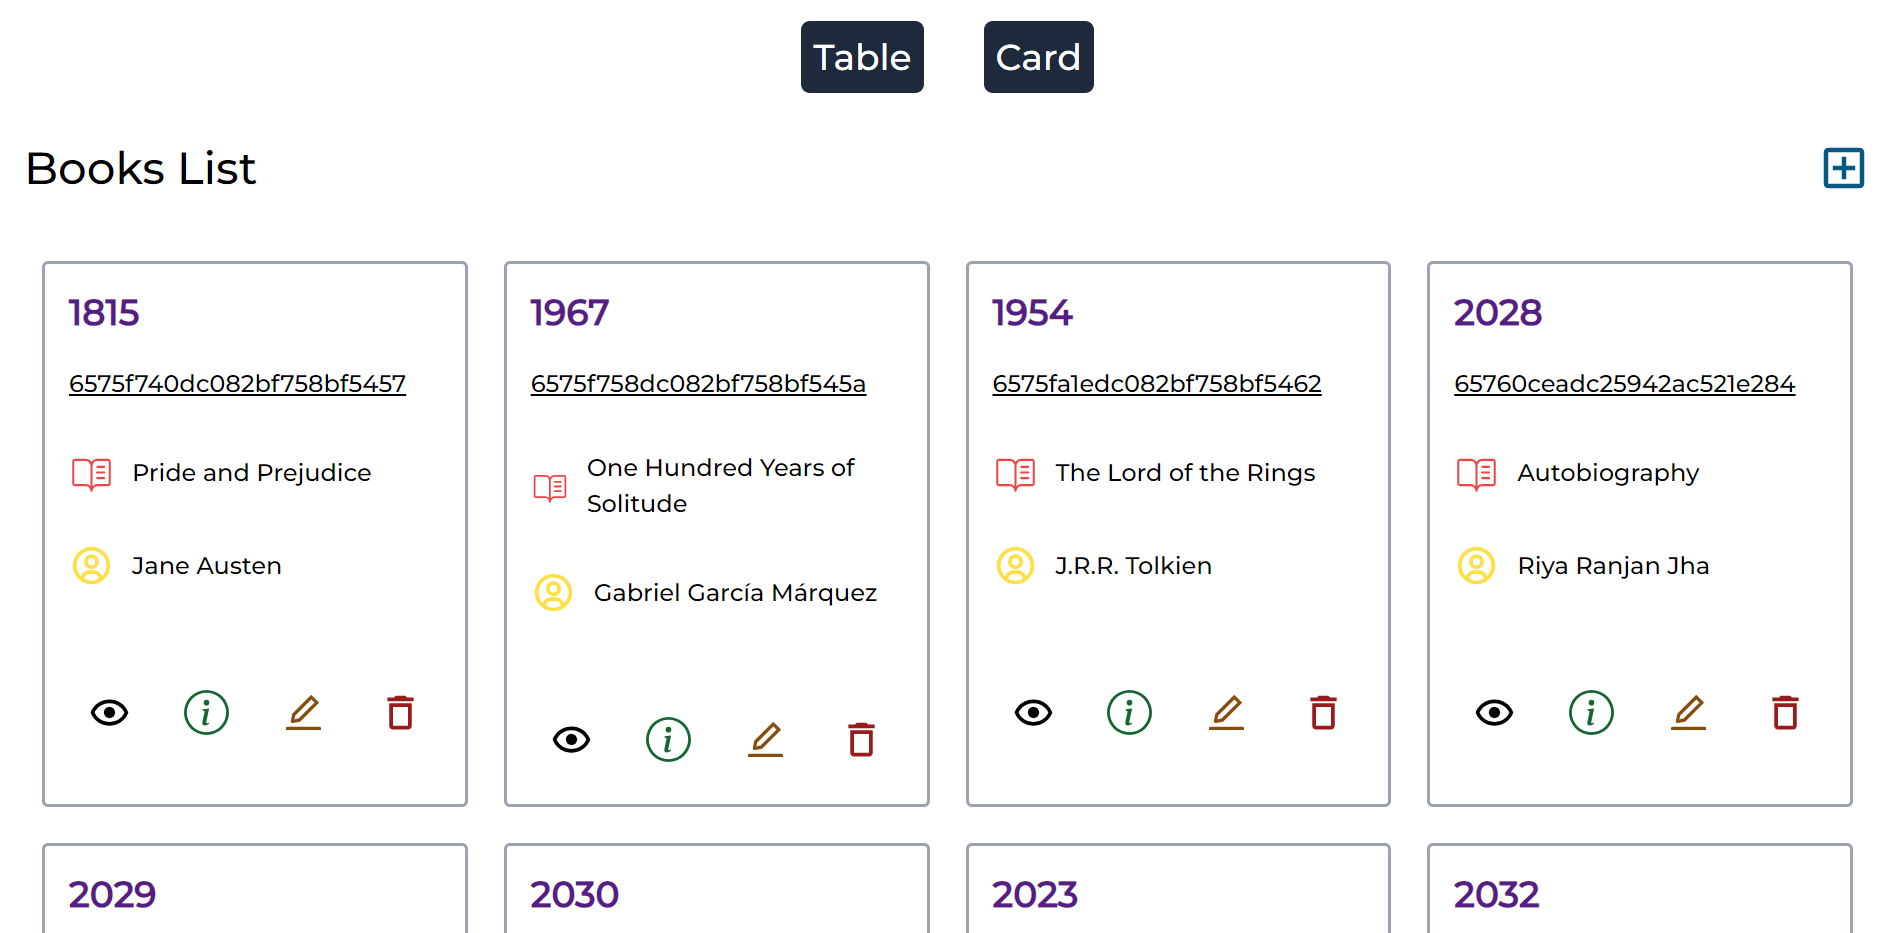 Table
Card
Books List
1815
6575f740dc082bf758bf5457
Pride and Prejudice
Jane Austen
1967
6575f758dc082bf758bf545a
One Hundred Years of
Solitude
Gabriel García Márquez
1954
6575fa1edc082bf758bf5462
The Lord of the Rings
J.R.R. Tolkien
2028
65760ceadc25942ac521e284
Autobiography
Riya Ranjan Jha
2029
2030
2023
2032